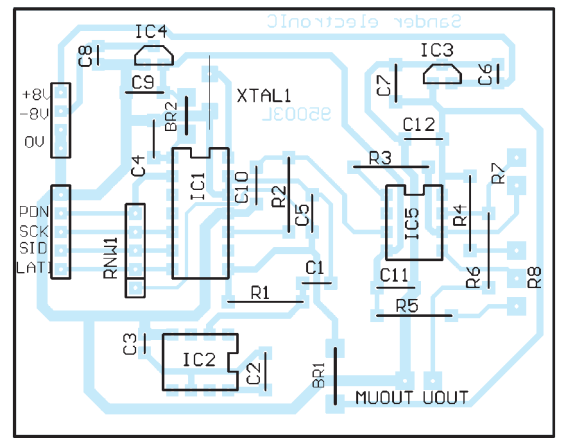 Sander electronIC
IC4
C8
IC3
C9
C7
C6
+8V
-8V
XTAL1
BR2
95003L
0V
C12
C4
R3
IC1
C10
R2
R7
PDN
C5
IC5
R4
SCK
RNW1
SID
LATI
C1
C11
R6
R8
R1
R5
C3
IC2
C2
BR1
MUOUT UOUT